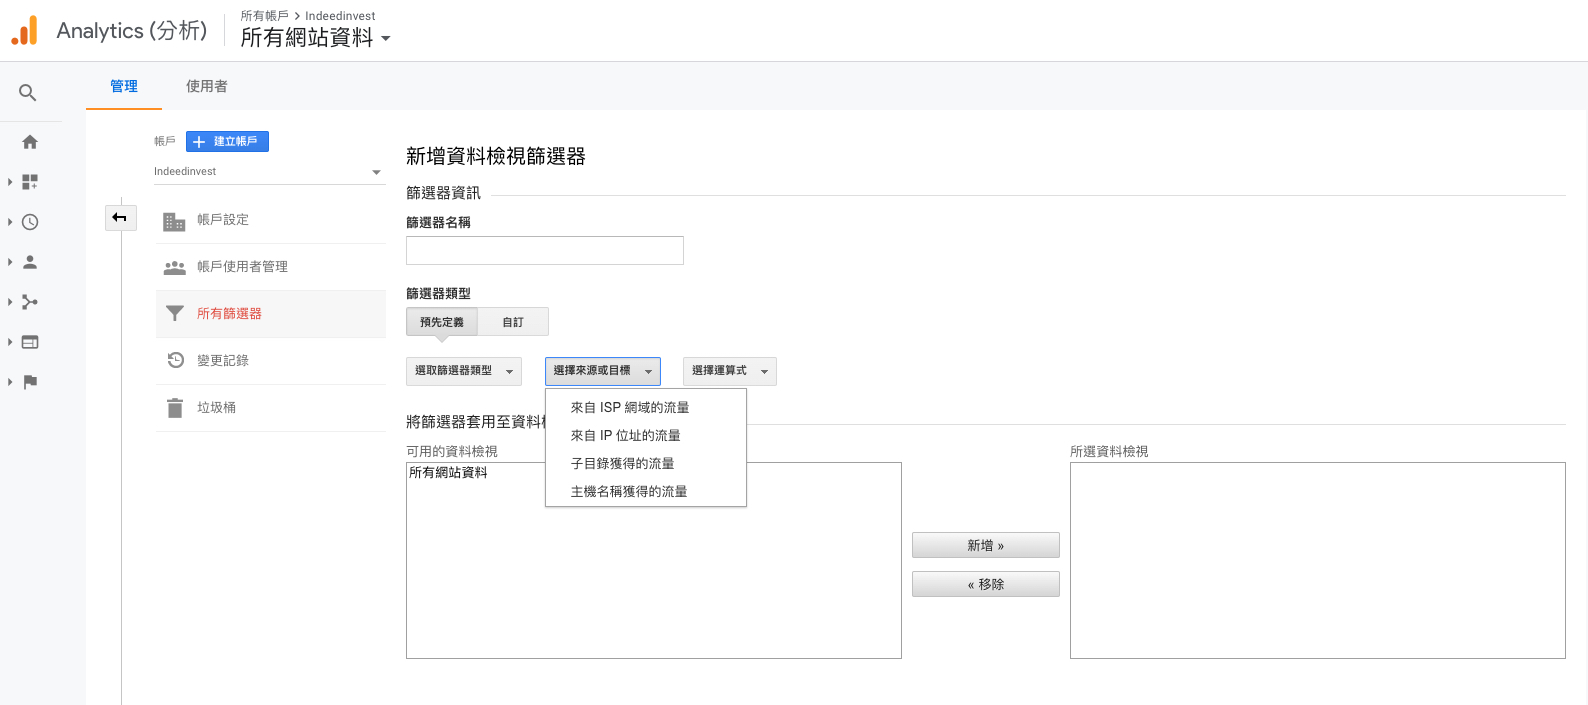 Analytics (分析)
所有帳戶 > Indeedinvest
所有網站資料
管理
使用者
帳戶
建立帳戶
Indeedinvest
帳戶設定
帳戶使用者管理
所有篩選器
變更記錄
垃圾桶
新增資料檢視篩選器
篩選器資訊
篩選器名稱
篩選器類型
預先定義
自訂
選取篩選器類型
選擇來源或目標
選擇運算式
來自 ISP 網域的流量
來自 IP 位址的流量
子目錄獲得的流量
主機名稱獲得的流量
將篩選器套用至資料
可用的資料檢視
所有網站資料
新增 »
« 移除
所選資料檢視